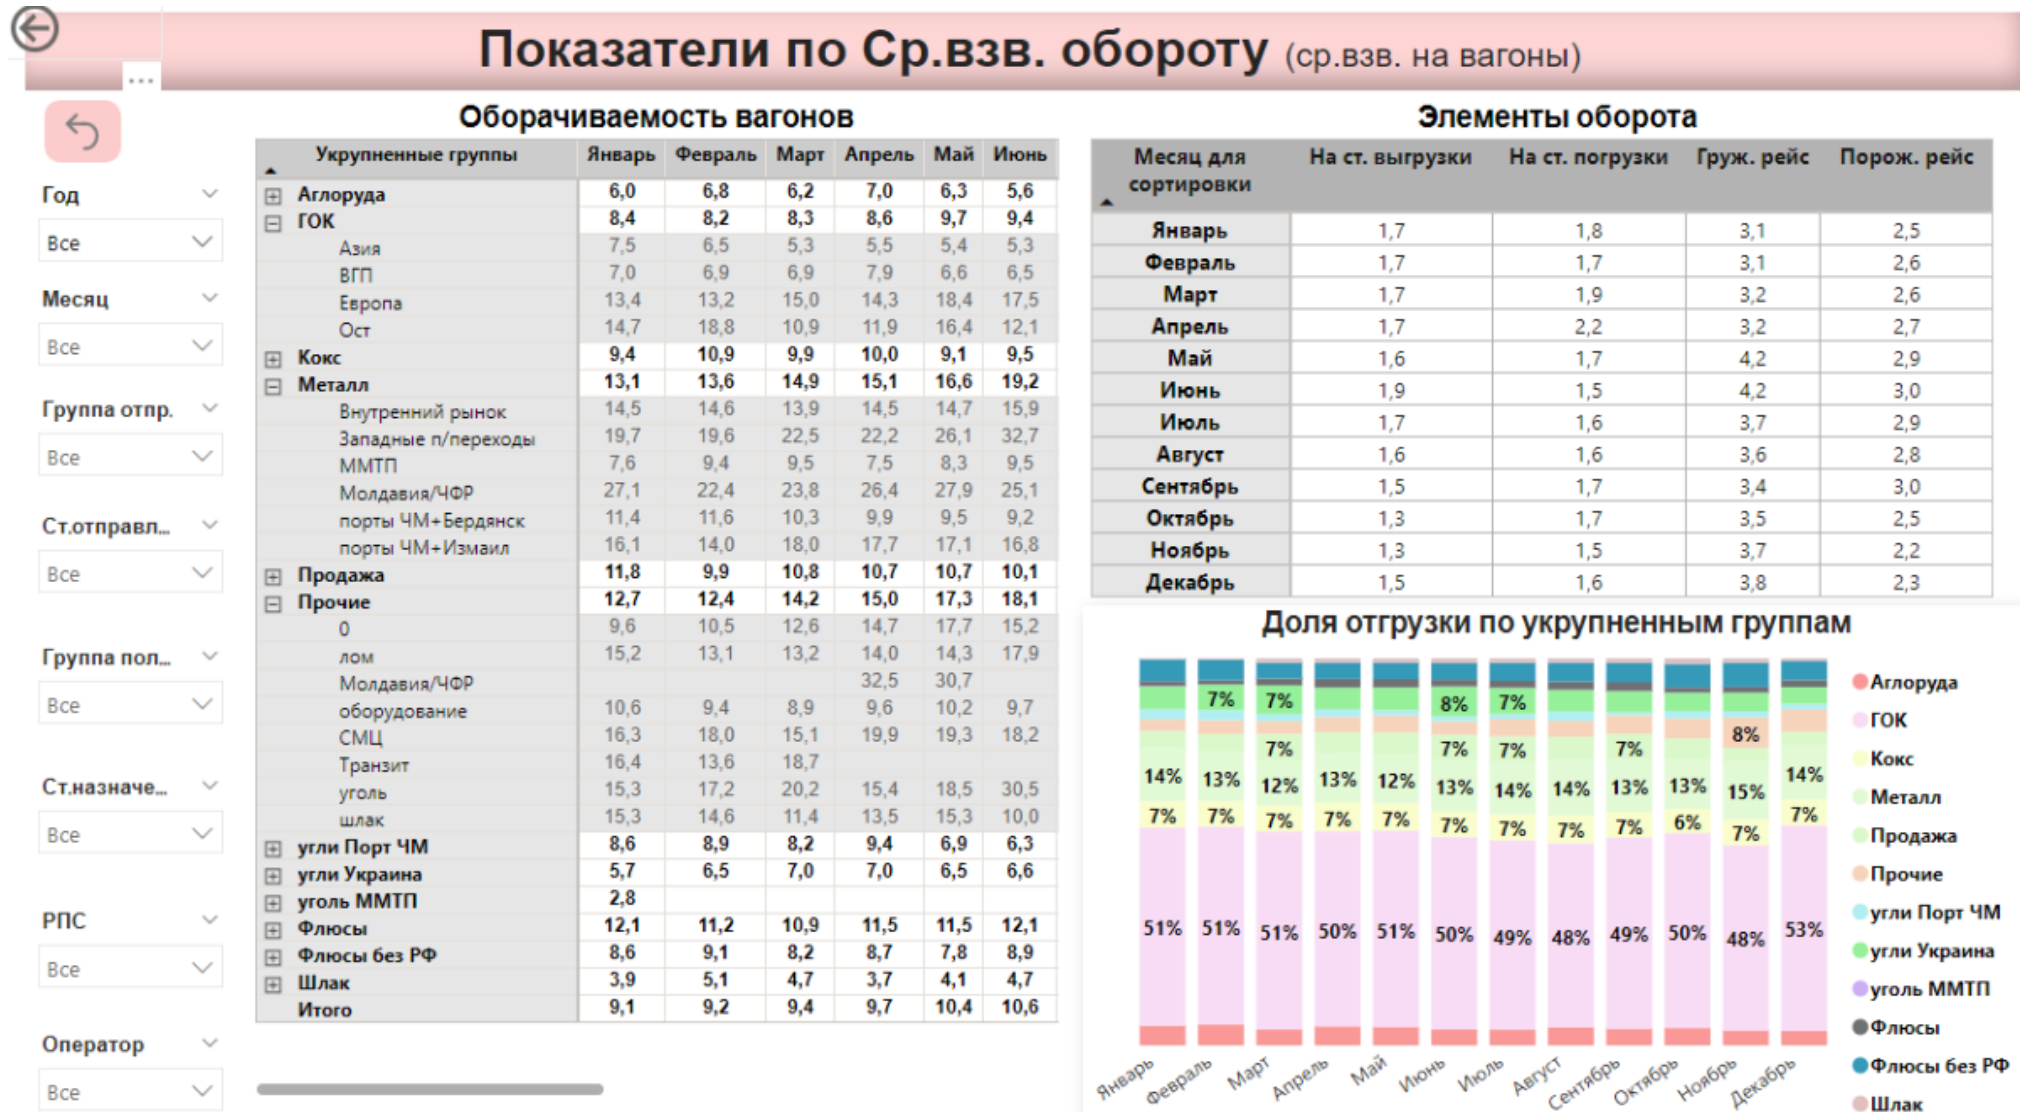 Показатели по Ср.взв. обороту (ср.взв. на вагоны)
...
Год
Все
Месяц
Все
Группа отпр.
Все
Ст.отправл...
Все
Группа пол...
Все
Ст.назначе...
Все
РПС
Все
Оператор
Все
Оборачиваемость вагонов
Укрупненные группы Январь Февраль Март Апрель Май Июнь
Аглоруда 6,0 6,8 6,2 7,0 6,3 5,6
ГОК 8,4 8,2 8,3 8,6 9,7 9,4
Азия 7,5 6,5 5,3 5,5 5,4 5,3
ВГП 7,0 6,9 6,9 7,9 6,6 6,5
Европа 13,4 13,2 15,0 14,3 18,4 17,5
Ост 14,7 18,8 10,9 11,9 16,4 12,1
Кокс 9,4 10,9 9,9 10,0 9,1 9,5
Металл 13,1 13,6 14,9 15,1 16,6 19,2
Внутренний рынок 14,5 14,6 13,9 14,5 14,7 15,9
Западные п/переходы 19,7 19,6 22,5 22,2 26,1 32,7
ММТП 7,6 9,4 9,5 7,5 8,3 9,5
Молдавия/ЧФР 27,1 22,4 23,8 26,4 27,9 25,1
порты ЧМ+Бердянск 11,4 11,6 10,3 9,9 9,5 9,2
порты ЧМ+Измаил 16,1 14,0 18,0 17,7 17,1 16,8
Продажа 11,8 9,9 10,8 10,7 10,7 10,1
Прочие 12,7 12,4 14,2 15,0 17,3 18,1
0 9,6 10,5 12,6 14,7 17,7 15,2
лом 15,2 13,1 13,2 14,0 14,3 17,9
Молдавия/ЧФР 32,5 30,7
оборудование 10,6 9,4 8,9 9,6 10,2 9,7
СМЦ 16,3 18,0 15,1 19,9 19,3 18,2
Транзит 16,4 13,6 18,7
уголь 15,3 17,2 20,2 15,4 18,5 30,5
шлак 15,3 14,6 11,4 13,5 15,3 10,0
угли Порт ЧМ 8,6 8,9 8,2 9,4 6,9 6,3
угли Украина 5,7 6,5 7,0 7,0 6,5 6,6
уголь ММТП 2,8
Флюсы 12,1 11,2 10,9 11,5 11,5 12,1
Флюсы без РФ 8,6 9,1 8,2 8,7 7,8 8,9
Шлак 3,9 5,1 4,7 3,7 4,1 4,7
Итого 9,1 9,2 9,4 9,7 10,4 10,6
Элементы оборота
Месяц для На ст. выгрузки На ст. погрузки Груж. рейс Порож. рейс
сортировки
Январь 1,7 1,8 3,1 2,5
Февраль 1,7 1,7 3,1 2,6
Март 1,7 1,9 3,2 2,6
Апрель 1,7 2,2 3,2 2,7
Май 1,6 1,7 4,2 2,9
Июнь 1,9 1,5 4,2 3,0
Июль 1,7 1,6 3,7 2,9
Август 1,6 1,6 3,6 2,8
Сентябрь 1,5 1,7 3,4 3,0
Октябрь 1,3 1,7 3,5 2,5
Ноябрь 1,3 1,5 3,7 2,2
Декабрь 1,5 1,6 3,8 2,3
Доля отгрузки по укрупненным группам
7% 7% 8% 7%
7% 7% 7% 7% 8%
14% 13% 12% 13% 12% 13% 14% 14% 13% 13% 15% 14%
7% 7% 7% 7% 7% 7% 7% 7% 7% 6% 7% 7%
51% 51% 51% 50% 51% 50% 49% 48% 49% 50% 48% 53%
Январь Февраль Март Апрель Май Июнь Июль Август Сентябрь Октябрь Ноябрь Декабрь
Аглоруда
ГОК
Кокс
Металл
Продажа
Прочие
угли Порт ЧМ
угли Украина
уголь ММТП
Флюсы
Флюсы без РФ
Шлак